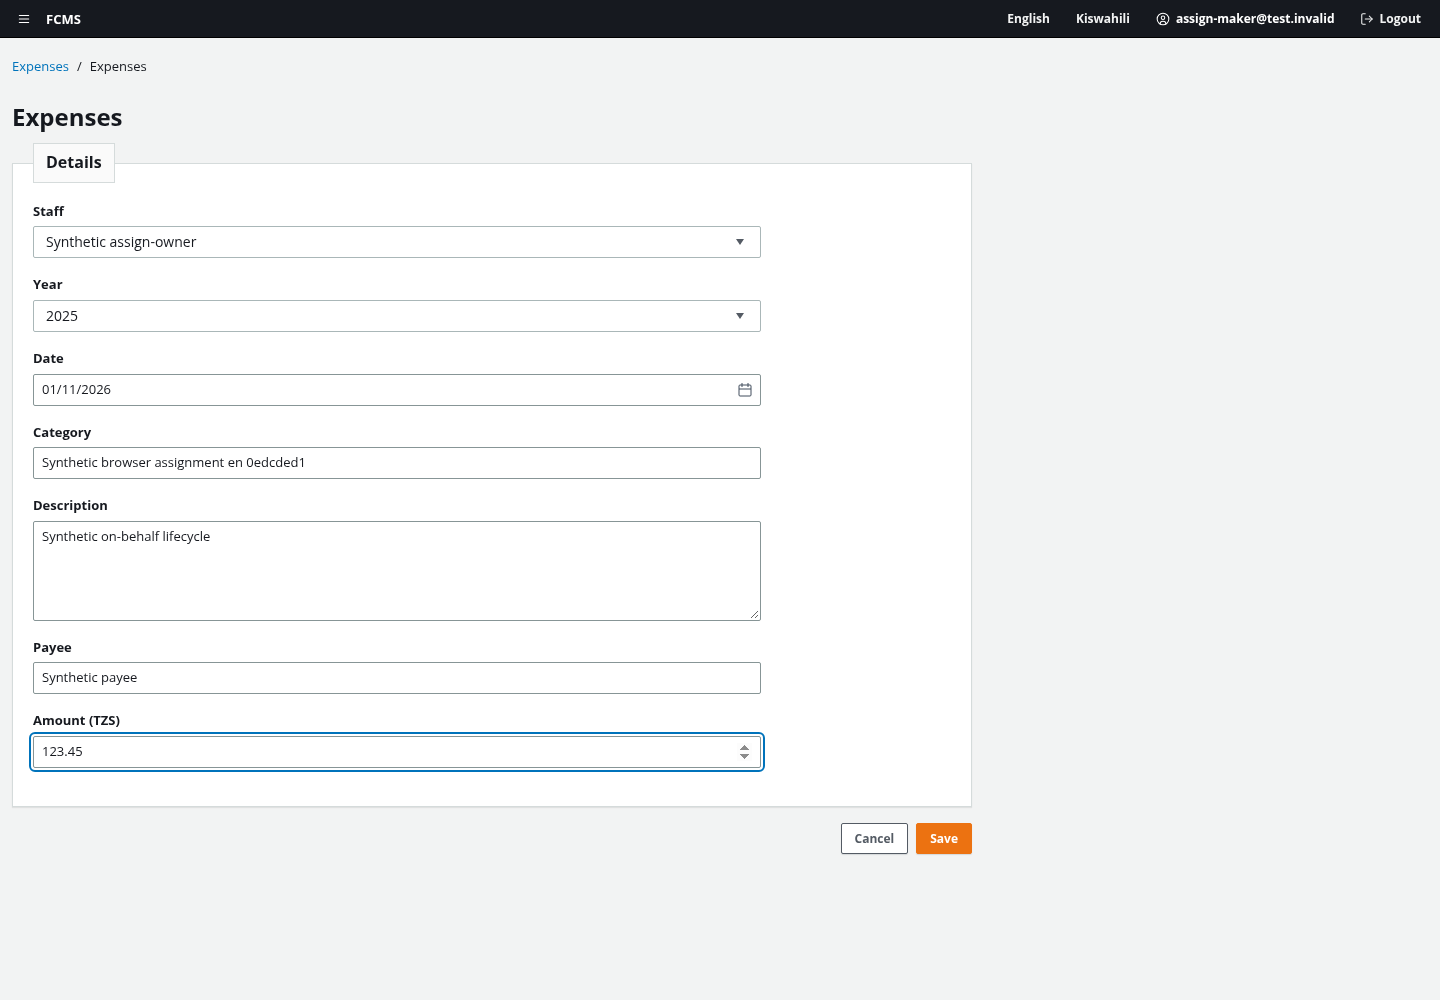 FCMS
English
Kiswahili
assign-maker@test.invalid
Logout
Expenses / Expenses
Expenses
Details
Staff
Synthetic assign-owner
Year
2025
Date
01/11/2026
Category
Synthetic browser assignment en 0edcded1
Description
Synthetic on-behalf lifecycle
Payee
Synthetic payee
Amount (TZS)
123.45
Cancel
Save